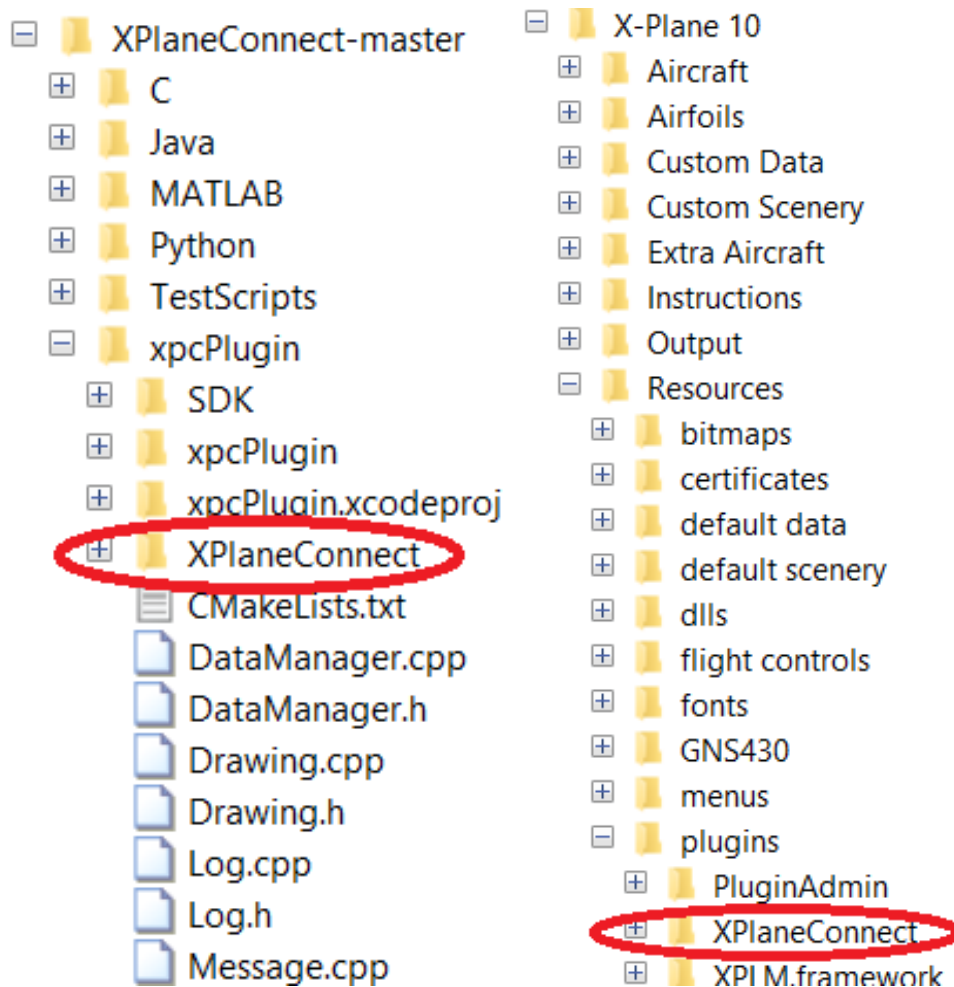 XPlaneConnect-master
C
Java
MATLAB
Python
TestScripts
xpcPlugin
SDK
xpcPlugin
xpcPlugin.xcodeproj
XPlaneConnect
CMakeLists.txt
DataManager.cpp
DataManager.h
Drawing.cpp
Drawing.h
Log.cpp
Log.h
Message.cpp
X-Plane 10
Aircraft
Airfoils
Custom Data
Custom Scenery
Extra Aircraft
Instructions
Output
Resources
bitmaps
certificates
default data
default scenery
dlls
flight controls
fonts
GNS430
menus
plugins
PluginAdmin
XPlaneConnect
XPLM.framework